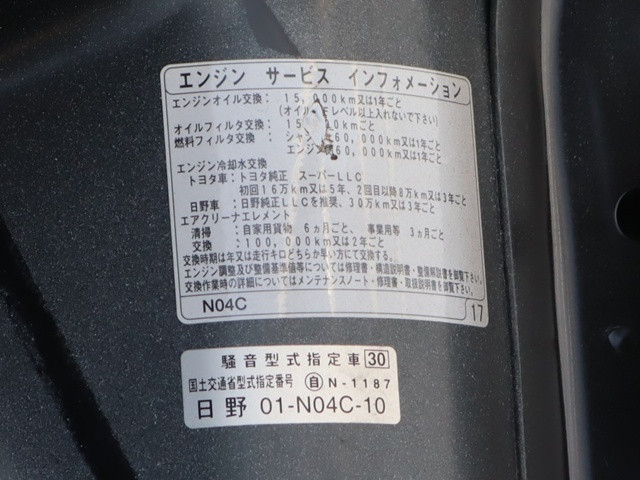 エンジン サービス インフォメーション
エンジンオイル交換: 15,000km又は1年ごと
(オイル Fレベル以上入れないで下さい)
オイルフィルタ交換: 15 0kmごと
燃料フィルタ交換: シャシ 60,000km又は1年ごと
エンジ 60,000km又は1年ごと
エンジン冷却水交換
トヨタ車:トヨタ純正 スーパーLLC
初回16万km又は5年、2回目以降8万km又は3年ごと
日野車:日野純正LLCを推奨、30万km又は3年ごと
エアクリーナエレメント
清掃 :自家用貨物 6ヵ月ごと、 事業用等 3ヵ月ごと
交換 :100,000km又は2年ごと
交換時期は年又は走行キロどちらか早い方にて交換する。
エンジン調整及び整備基準値等については修理書・構造説明書・整備解説書を御覧下さい。
交換作業時の詳細についてはメンテナンスノート・修理書・取扱説明書を御覧下さい。
N04C
17
騒音型式指定車 30
国土交通省型式指定番号 自 N-1187
日野 01-N04C-10